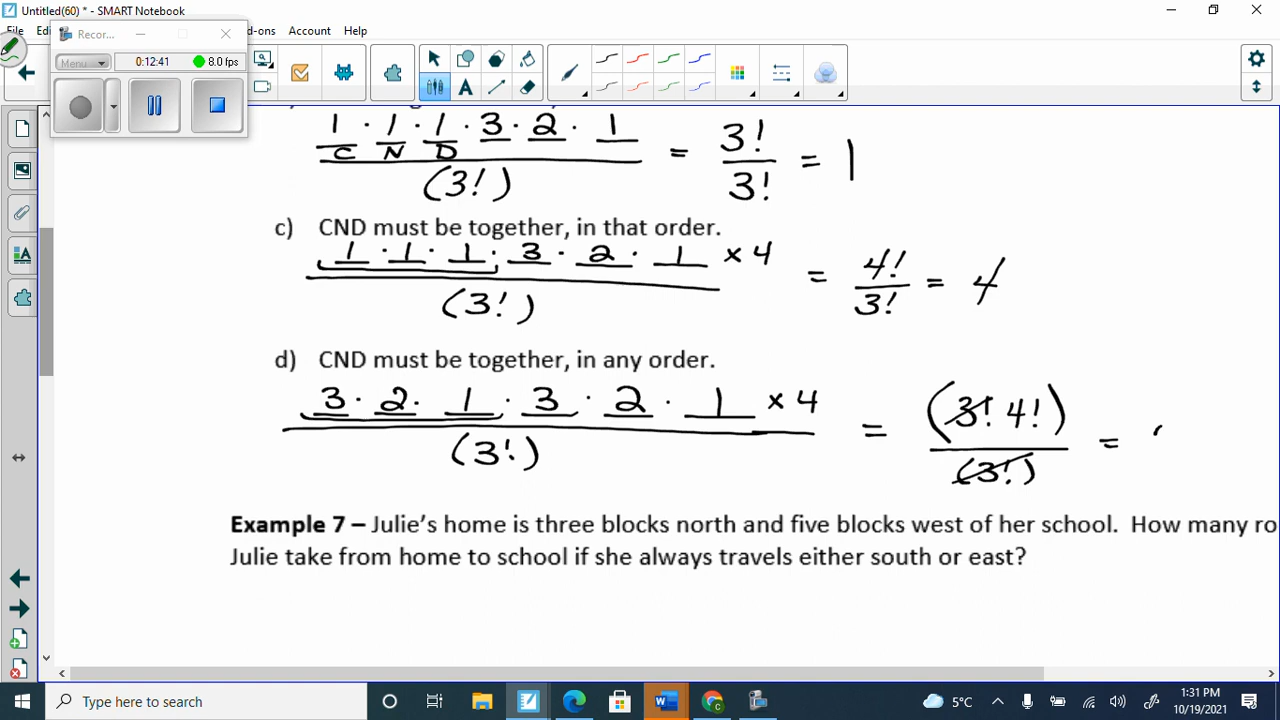 Untitled(60) * - SMART Notebook
File
Recor...
d-ons Account Help
Menu 0:12:41 8.0 fps
1 · 1 · 1 · 3 · 2 · 1
C N D
(3!)
= 3!/3! = 1
c) CND must be together, in that order.
1 · 1 · 1 · 3 · 2 · 1 × 4
(3!)
= 4!/3! = 4
d) CND must be together, in any order.
3 · 2 · 1 · 3 · 2 · 1 × 4
(3!)
= (3! 4!)/(3!) =
Example 7 – Julie's home is three blocks north and five blocks west of her school. How many ro
Julie take from home to school if she always travels either south or east?
Type here to search
5°C
1:31 PM
10/19/2021